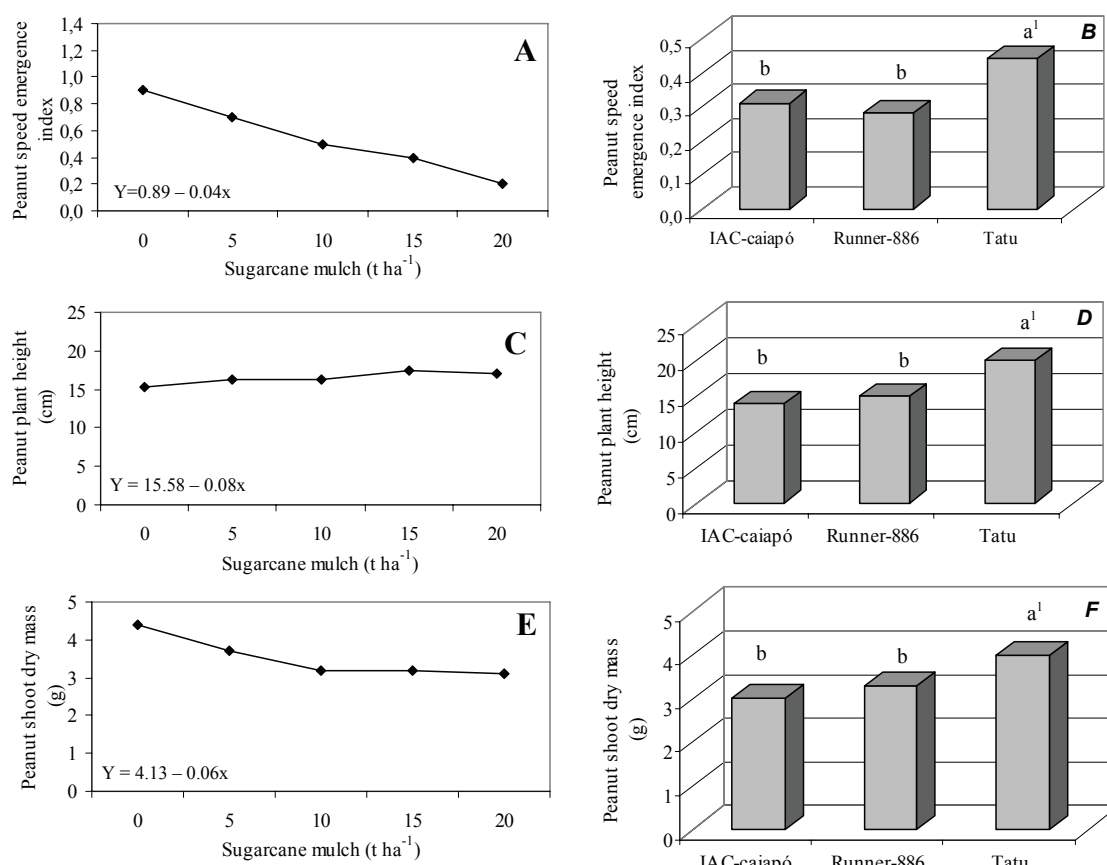 Peanut speed emergence
index
1,4
1,2
1,0
0,8
0,6
0,4
0,2
0,0
A
Y=0.89 – 0.04x
0 5 10 15 20
Sugarcane mulch (t ha⁻¹)
Peanut speed
emergence index
0,5
0,4
0,3
0,2
0,1
0,0
B
b b a¹
IAC-caiapó Runner-886 Tatu
Peanut plant height
(cm)
25
20
15
10
5
0
C
Y = 15.58 – 0.08x
0 5 10 15 20
Sugarcane mulch (t ha⁻¹)
Peanut plant height
(cm)
25
20
15
10
5
0
D
b b a¹
IAC-caiapó Runner-886 Tatu
Peanut shoot dry mass
(g)
5
4
3
2
1
0
E
Y = 4.13 – 0.06x
0 5 10 15 20
Sugarcane mulch (t ha⁻¹)
Peanut shoot dry mass
(g)
5
4
3
2
1
0
F
b b a¹
IAC-caiapó Runner-886 Tatu